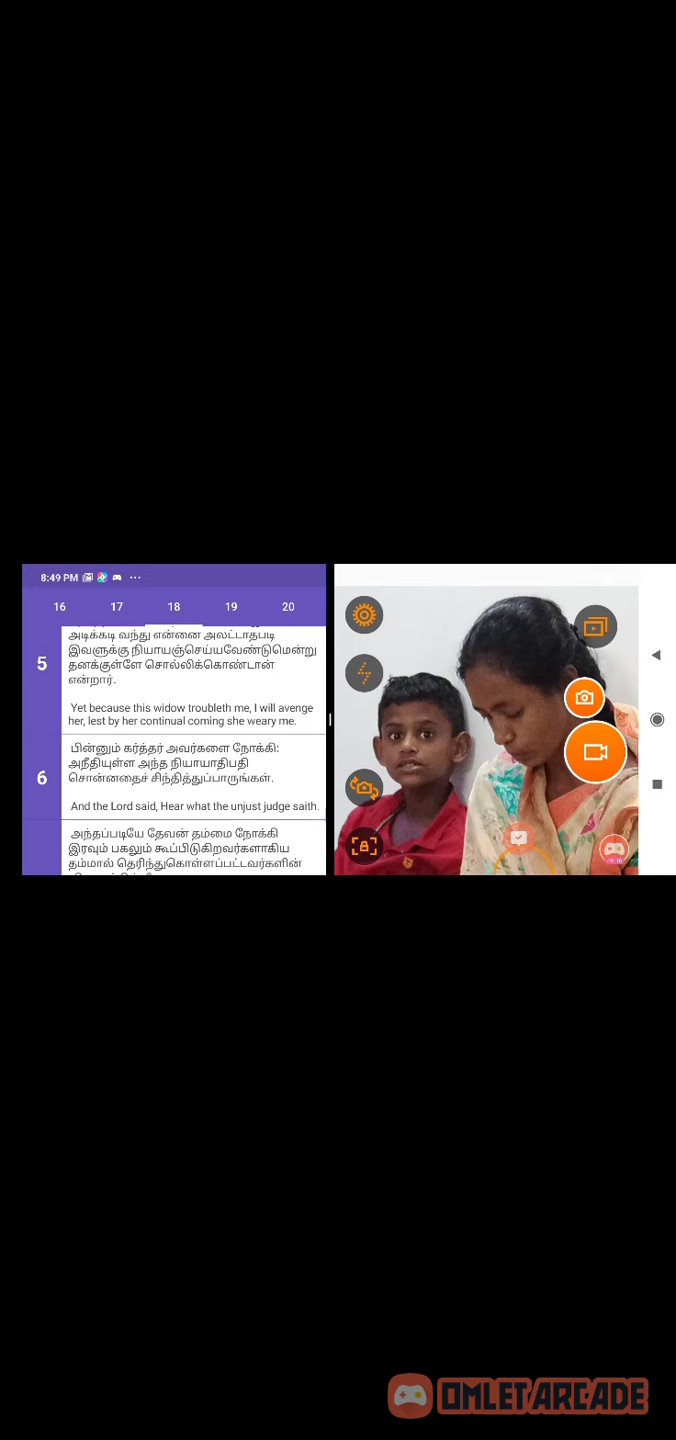 8:49 PM
16 17 18 19 20
அடிக்கடி வந்து என்னை அலட்டாதபடி
இவளுக்கு நியாயஞ்செய்யவேண்டுமென்று
5
தனக்குள்ளே சொல்லிக்கொண்டான்
என்றார்.
Yet because this widow troubleth me, I will avenge
her, lest by her continual coming she weary me.
பின்னும் கர்த்தர் அவர்களை நோக்கி:
6
அநீதியுள்ள அந்த நியாயாதிபதி
சொன்னதைச் சிந்தித்துப்பாருங்கள்.
And the Lord said, Hear what the unjust judge saith.
அந்தப்படியே தேவன் தம்மை நோக்கி
இரவும் பகலும் கூப்பிடுகிறவர்களாகிய
தம்மால் தெரிந்துகொள்ளப்பட்டவர்களின்
OMLET ARCADE